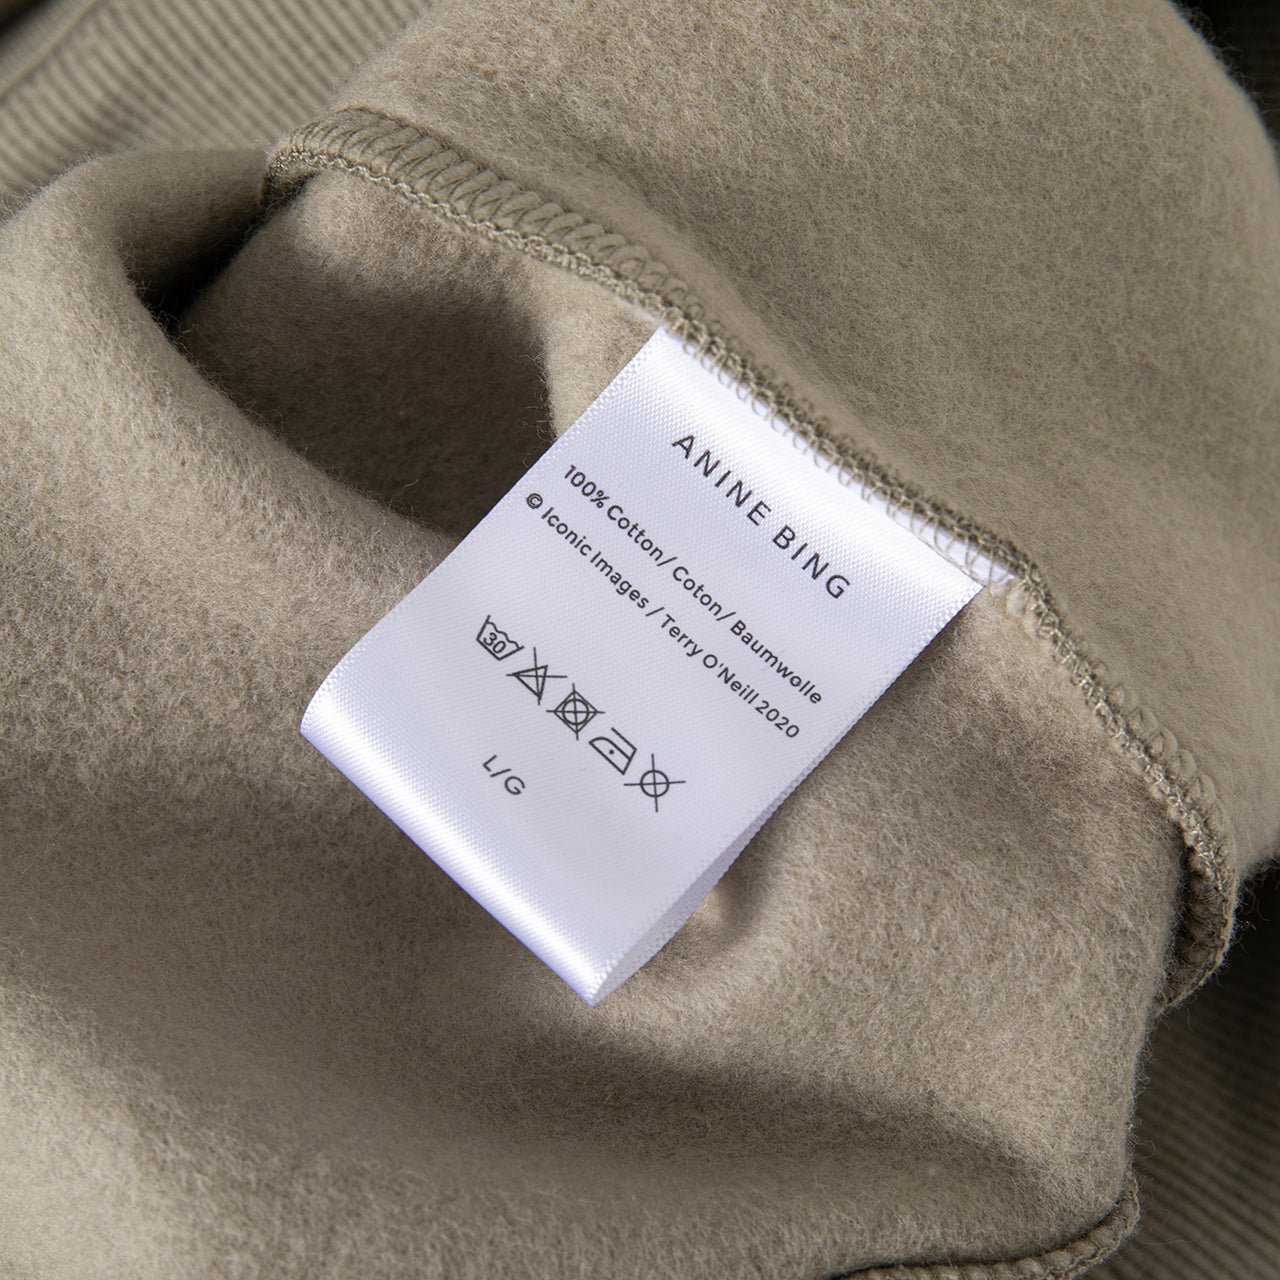 ANINE BING
100% Cotton/ Coton/ Baumwolle
© Iconic Images / Terry O'Neill 2020
30
L/G